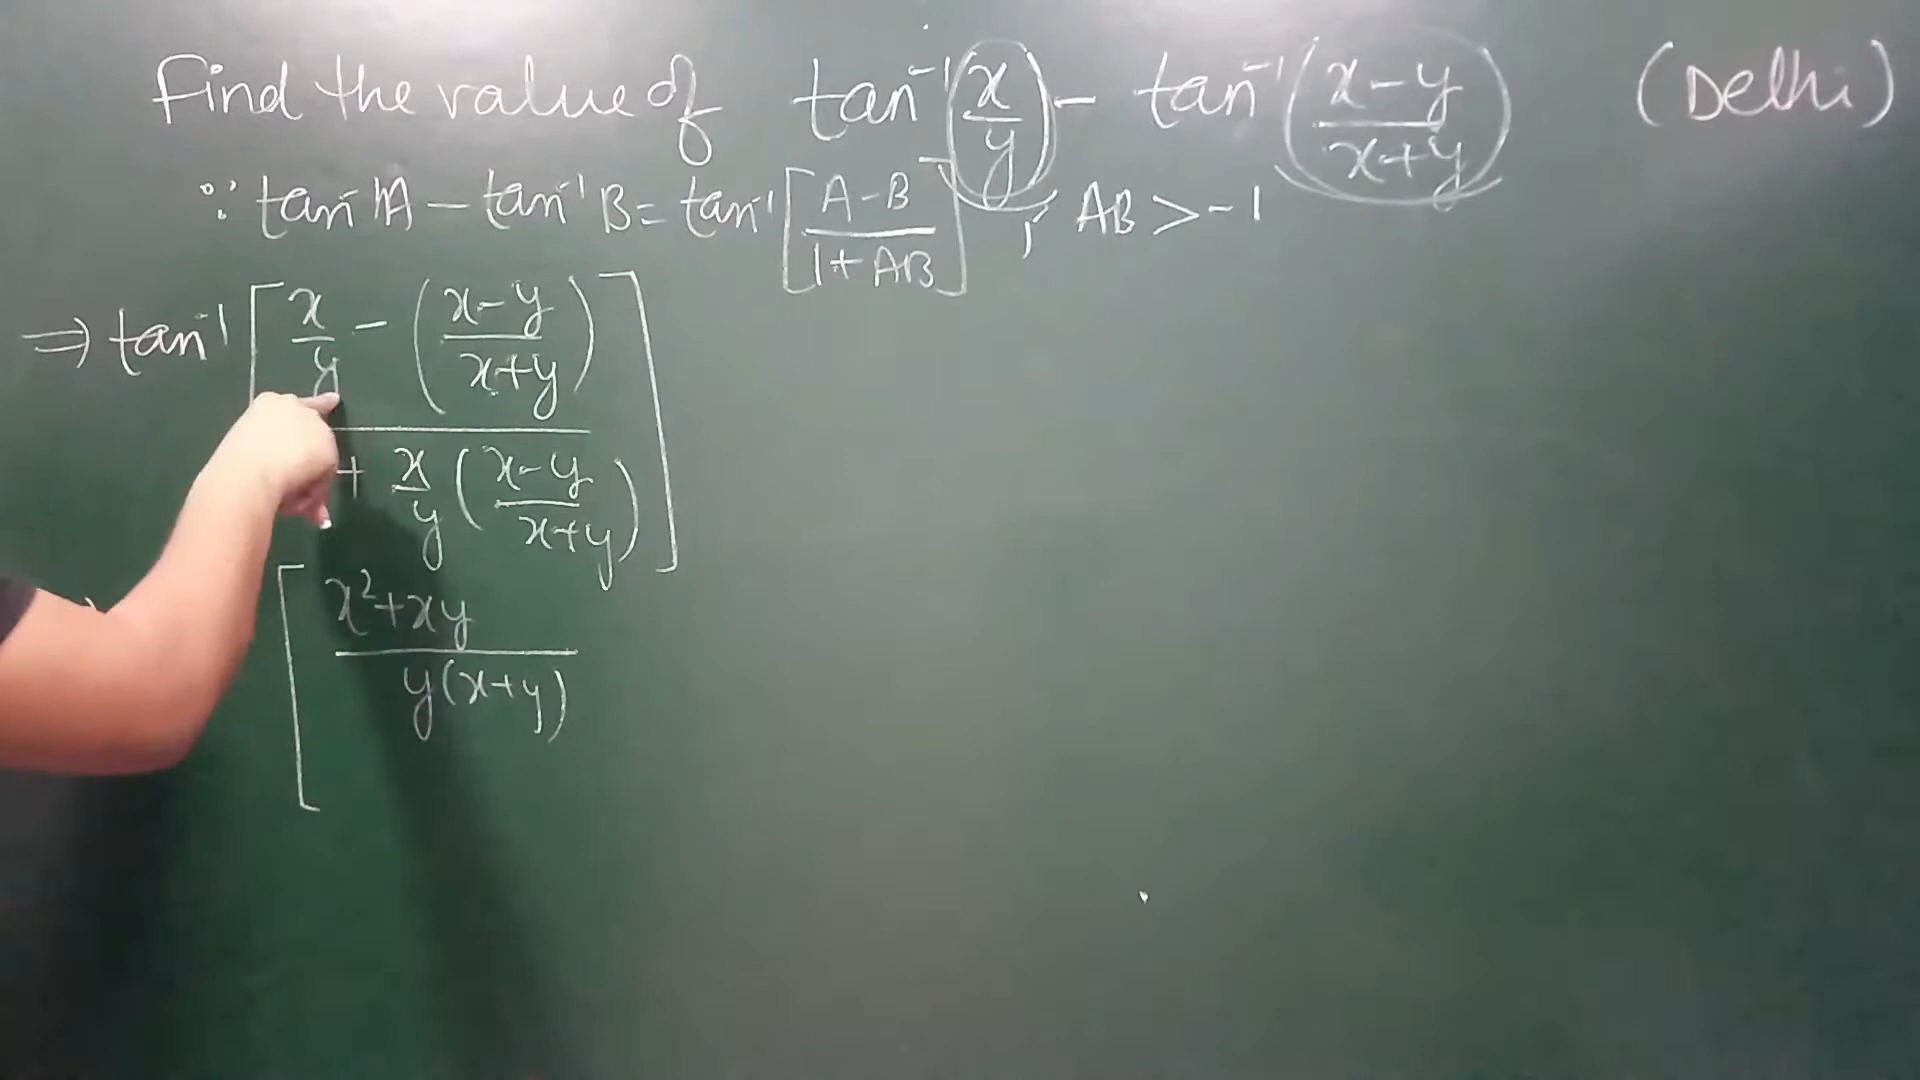 Find the value of tan⁻¹(x/y) - tan⁻¹((x-y)/(x+y)) (Delhi)
∵ tan⁻¹A - tan⁻¹B = tan⁻¹[(A-B)/(1+AB)], AB > -1
⇒ tan⁻¹[x/y - ((x-y)/(x+y))
+ x/y((x-y)/(x+y))]
[x²+xy
y(x+y)